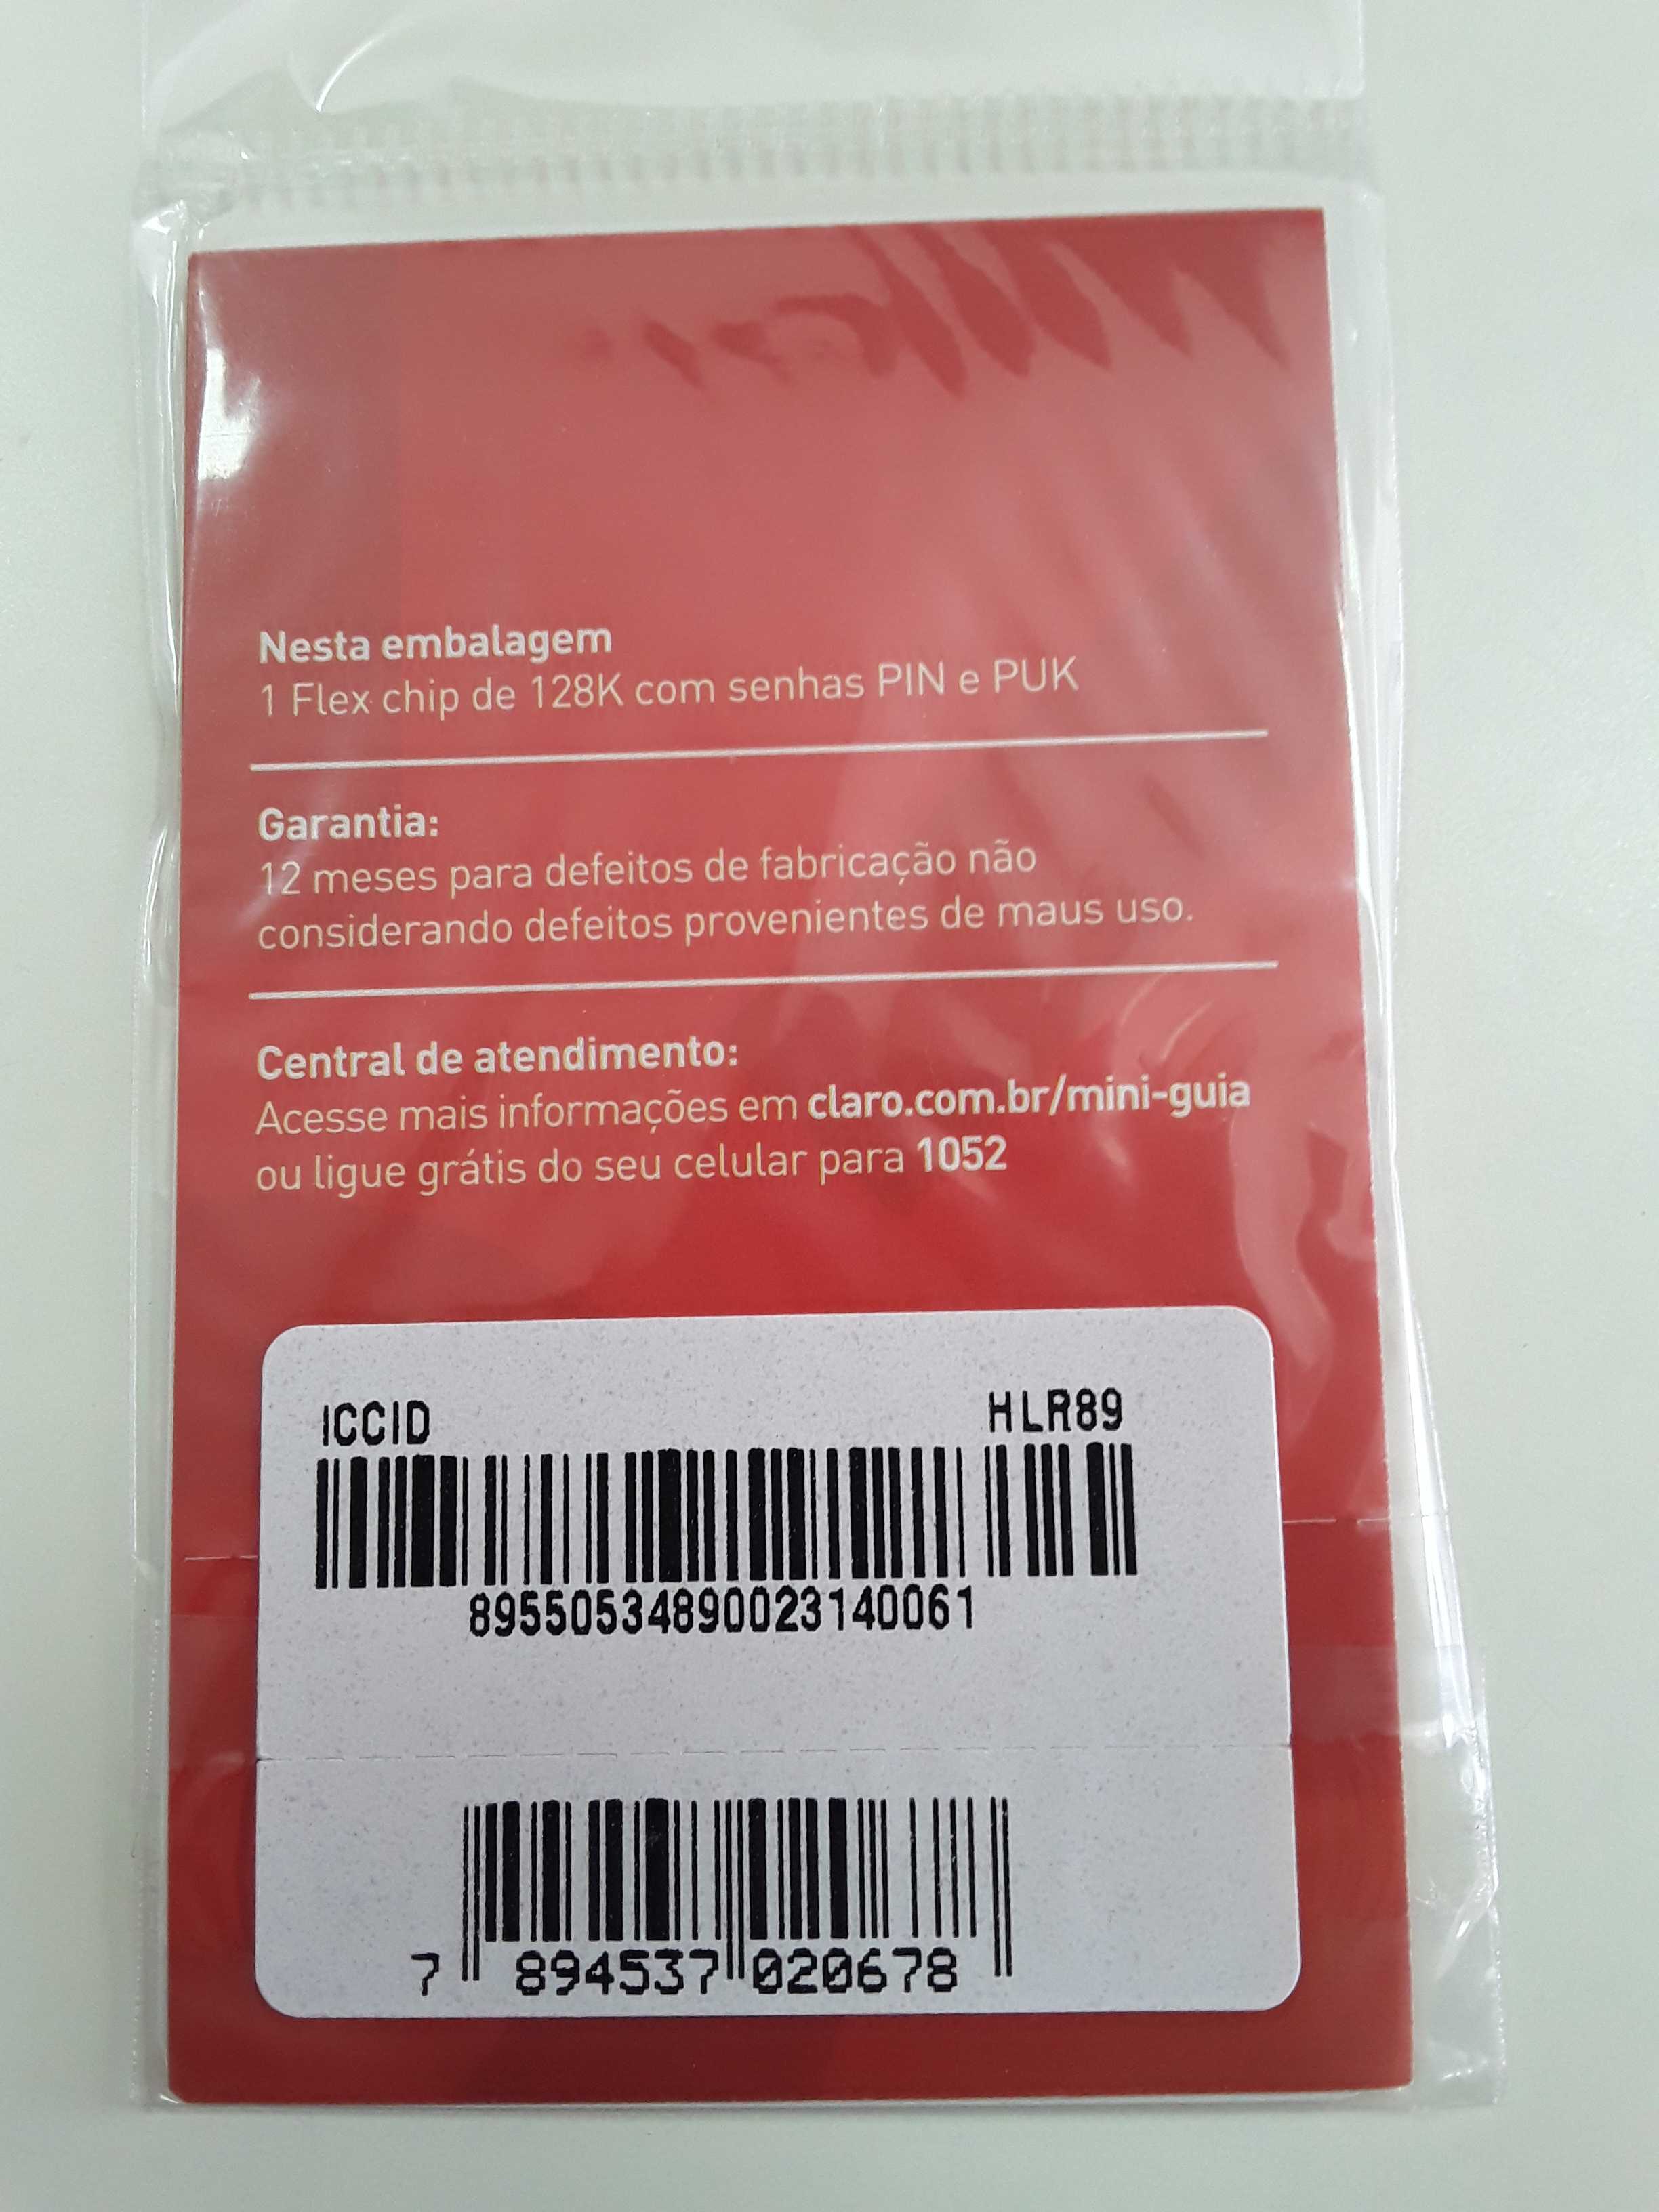 Nesta embalagem
1 Flex chip de 128K com senhas PIN e PUK
Garantia:
12 meses para defeitos de fabricação não
considerando defeitos provenientes de maus uso.
Central de atendimento:
Acesse mais informações em claro.com.br/mini-guia
ou ligue grátis do seu celular para 1052
ICCID HLR89
89550534890023140061
7 894537 020678